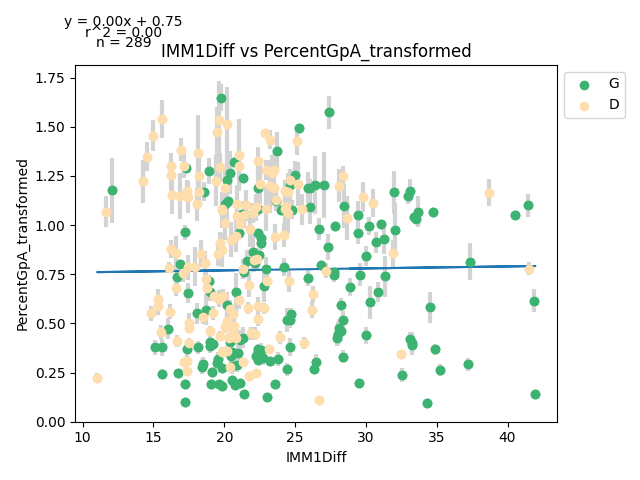 y = 0.00x + 0.75
r^2 = 0.00
n = 289
IMM1Diff vs PercentGpA_transformed
G
D
PercentGpA_transformed
1.75
1.50
1.25
1.00
0.75
0.50
0.25
0.00
10 15 20 25 30 35 40
IMM1Diff